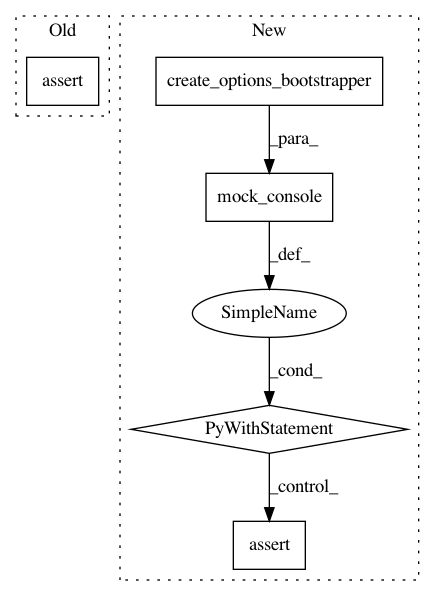 Old
New
assert
create_options_bootstrapper
_para_
mock_console
_def_
SimpleName
_cond_
PyWithStatement
_control_
assert